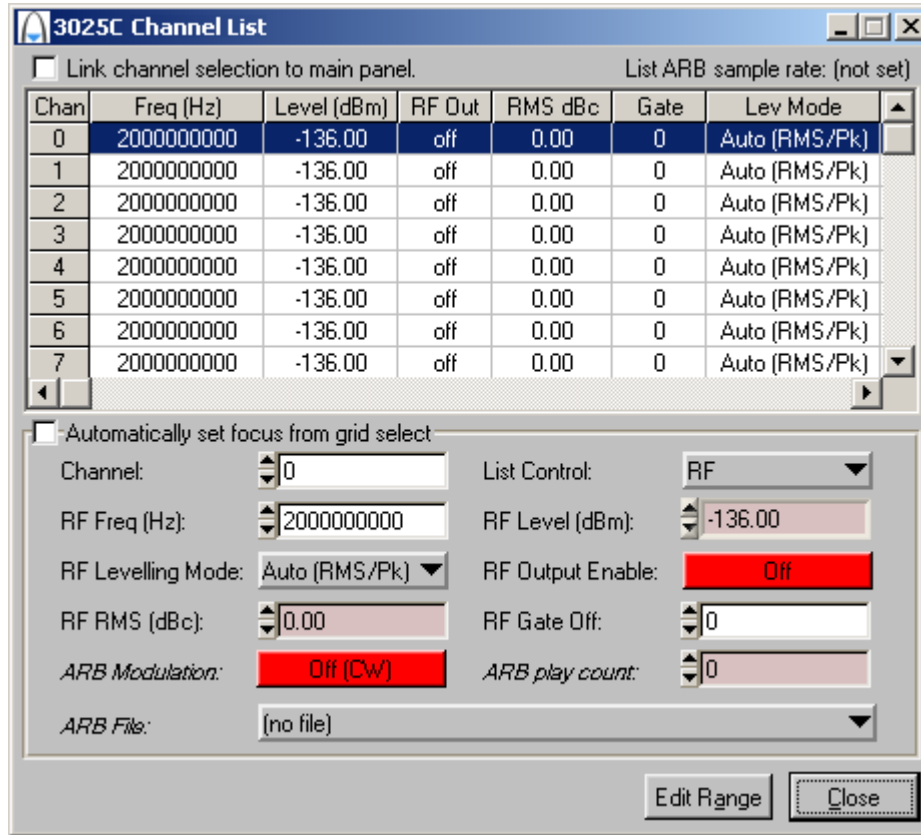 3025C Channel List
Link channel selection to main panel. List ARB sample rate: (not set)
Chan Freq (Hz) Level (dBm) RF Out RMS dBc Gate Lev Mode
0 2000000000 -136.00 off 0.00 0 Auto (RMS/Pk)
1 2000000000 -136.00 off 0.00 0 Auto (RMS/Pk)
2 2000000000 -136.00 off 0.00 0 Auto (RMS/Pk)
3 2000000000 -136.00 off 0.00 0 Auto (RMS/Pk)
4 2000000000 -136.00 off 0.00 0 Auto (RMS/Pk)
5 2000000000 -136.00 off 0.00 0 Auto (RMS/Pk)
6 2000000000 -136.00 off 0.00 0 Auto (RMS/Pk)
7 2000000000 -136.00 off 0.00 0 Auto (RMS/Pk)
Automatically set focus from grid select
Channel: 0 List Control: RF
RF Freq (Hz): 2000000000 RF Level (dBm): -136.00
RF Levelling Mode: Auto (RMS/Pk) RF Output Enable: Off
RF RMS (dBc): 0.00 RF Gate Off: 0
ARB Modulation: Off (CW) ARB play count: 0
ARB File: (no file)
Edit Range Close